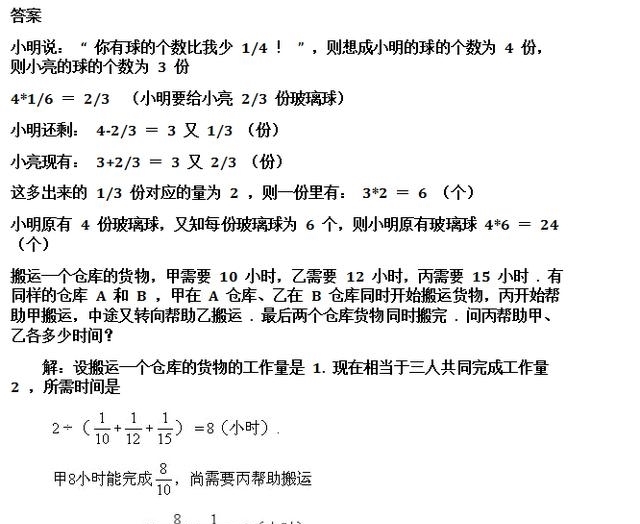 答案
小明说：“ 你有球的个数比我少 1/4 ！ ”，则想成小明的球的个数为 4 份，
则小亮的球的个数为 3 份
4*1/6 ＝ 2/3 （小明要给小亮 2/3 份玻璃球）
小明还剩： 4-2/3 ＝ 3 又 1/3 （份）
小亮现有： 3+2/3 ＝ 3 又 2/3 （份）
这多出来的 1/3 份对应的量为 2 ，则一份里有： 3*2 ＝ 6 （个）
小明原有 4 份玻璃球，又知每份玻璃球为 6 个，则小明原有玻璃球 4*6 ＝ 24
（个）
搬运一个仓库的货物，甲需要 10 小时，乙需要 12 小时，丙需要 15 小时 . 有
同样的仓库 A 和 B ，甲在 A 仓库、乙在 B 仓库同时开始搬运货物，丙开始帮
助甲搬运，中途又转向帮助乙搬运 . 最后两个仓库货物同时搬完 . 问丙帮助甲、
乙各多少时间？
解：设搬运一个仓库的货物的工作量是 1. 现在相当于三人共同完成工作量
2 ，所需时间是
2÷（1/10+1/12+1/15）=8（小时）.
甲8小时能完成8/10，尚需要丙帮助搬运